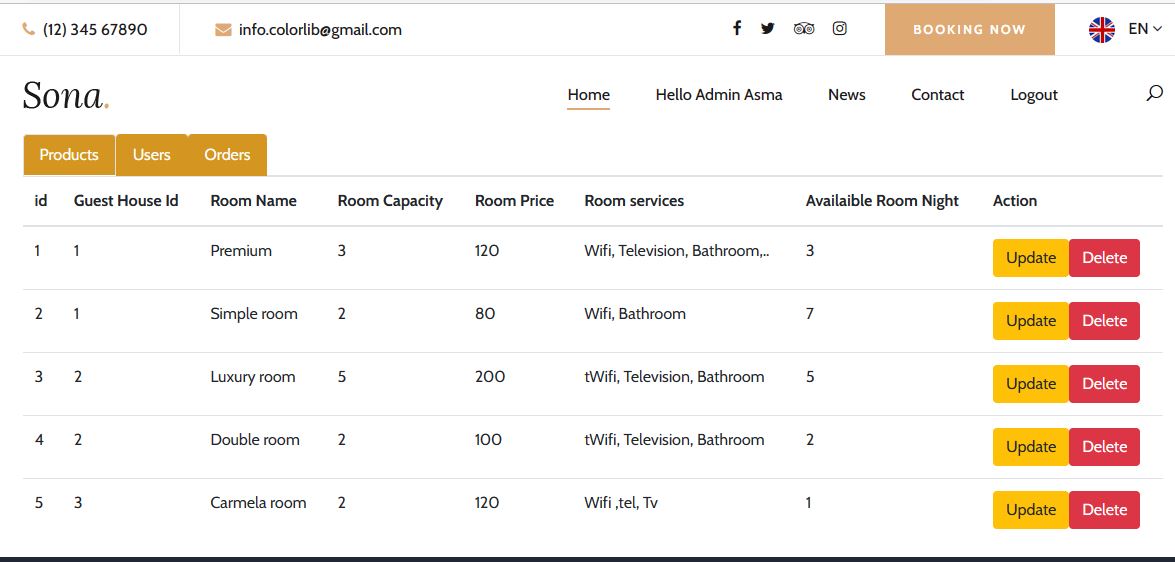 (12) 345 67890 info.colorlib@gmail.com BOOKING NOW EN
Sona. Home Hello Admin Asma News Contact Logout
Products Users Orders
id Guest House Id Room Name Room Capacity Room Price Room services Availaible Room Night Action
1 1 Premium 3 120 Wifi, Television, Bathroom,.. 3 Update Delete
2 1 Simple room 2 80 Wifi, Bathroom 7 Update Delete
3 2 Luxury room 5 200 tWifi, Television, Bathroom 5 Update Delete
4 2 Double room 2 100 tWifi, Television, Bathroom 2 Update Delete
5 3 Carmela room 2 120 Wifi ,tel, Tv 1 Update Delete